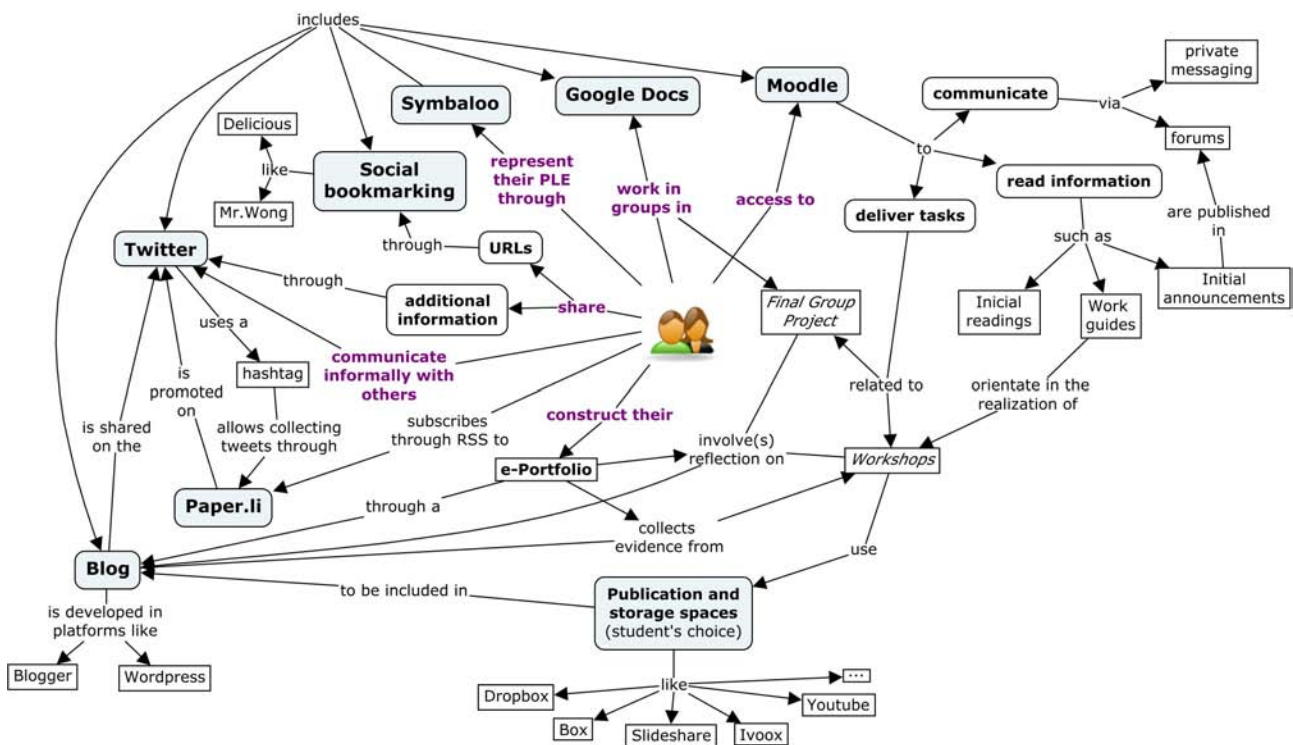 includes
private
messaging
Symbaloo
Google Docs
Moodle
communicate
via
Delicious
forums
like
Social
bookmarking
represent
their PLE
through
work in
groups in
access to
to
read information
Mr.Wong
deliver tasks
are published
in
Twitter
through
URLs
such as
through
additional
information
share
Final Group
Project
Inicial
readings
Work
guides
Initial
announcements
uses a
communicate
informally with
others
is
promoted
on
hashtag
related to
orientate in the
realization of
construct their
is shared
on the
allows collecting
tweets through
subscribes
through RSS to
involve(s)
reflection on
e-Portfolio
Workshops
Paper.li
through a
collects
evidence from
use
Blog
to be included in
Publication and
storage spaces
(student's choice)
is developed in
platforms like
Blogger
Wordpress
like
...
Dropbox
Youtube
Box
Slideshare
Ivoox